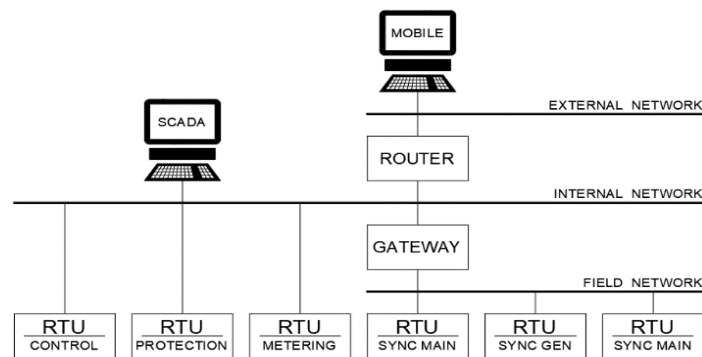 MOBILE
EXTERNAL NETWORK
SCADA
ROUTER
INTERNAL NETWORK
GATEWAY
FIELD NETWORK
RTU
CONTROL
RTU
PROTECTION
RTU
METERING
RTU
SYNC MAIN
RTU
SYNC GEN
RTU
SYNC MAIN